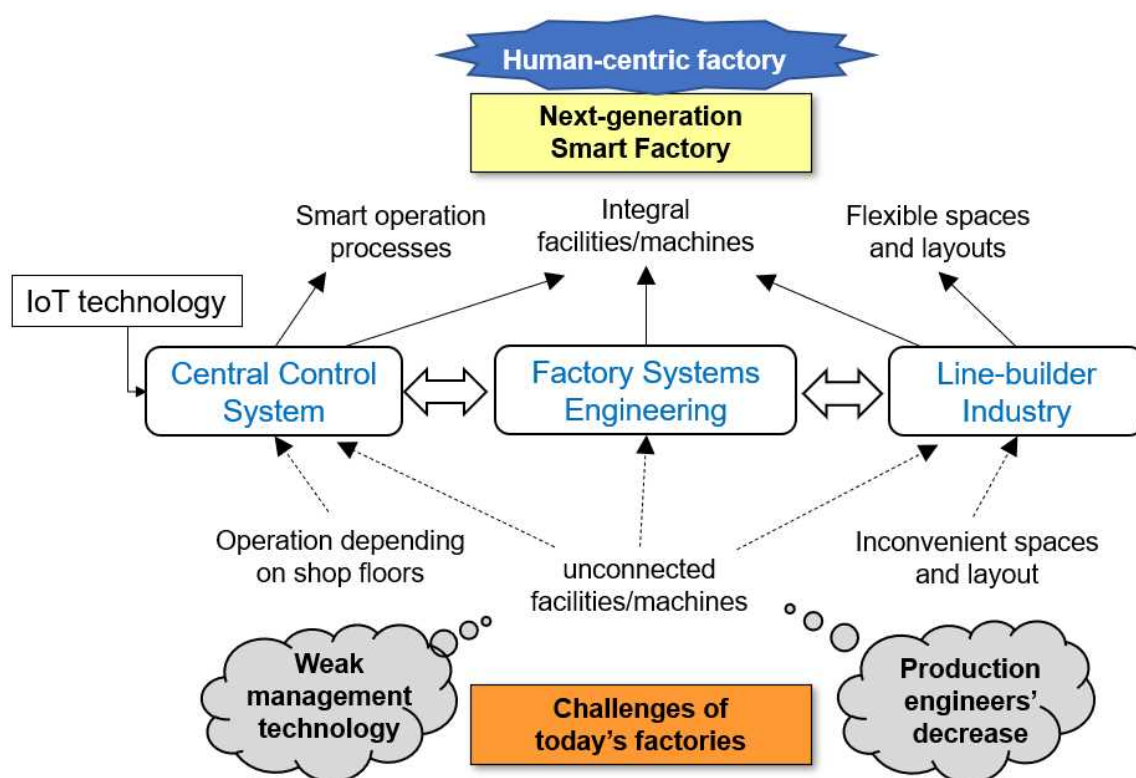 Human-centric factory
Next-generation
Smart Factory
Smart operation
processes
Integral
facilities/machines
Flexible spaces
and layouts
IoT technology
Central Control
System
Factory Systems
Engineering
Line-builder
Industry
Operation depending
on shop floors
unconnected
facilities/machines
Inconvenient spaces
and layout
Weak
management
technology
Challenges of
today's factories
Production
engineers'
decrease